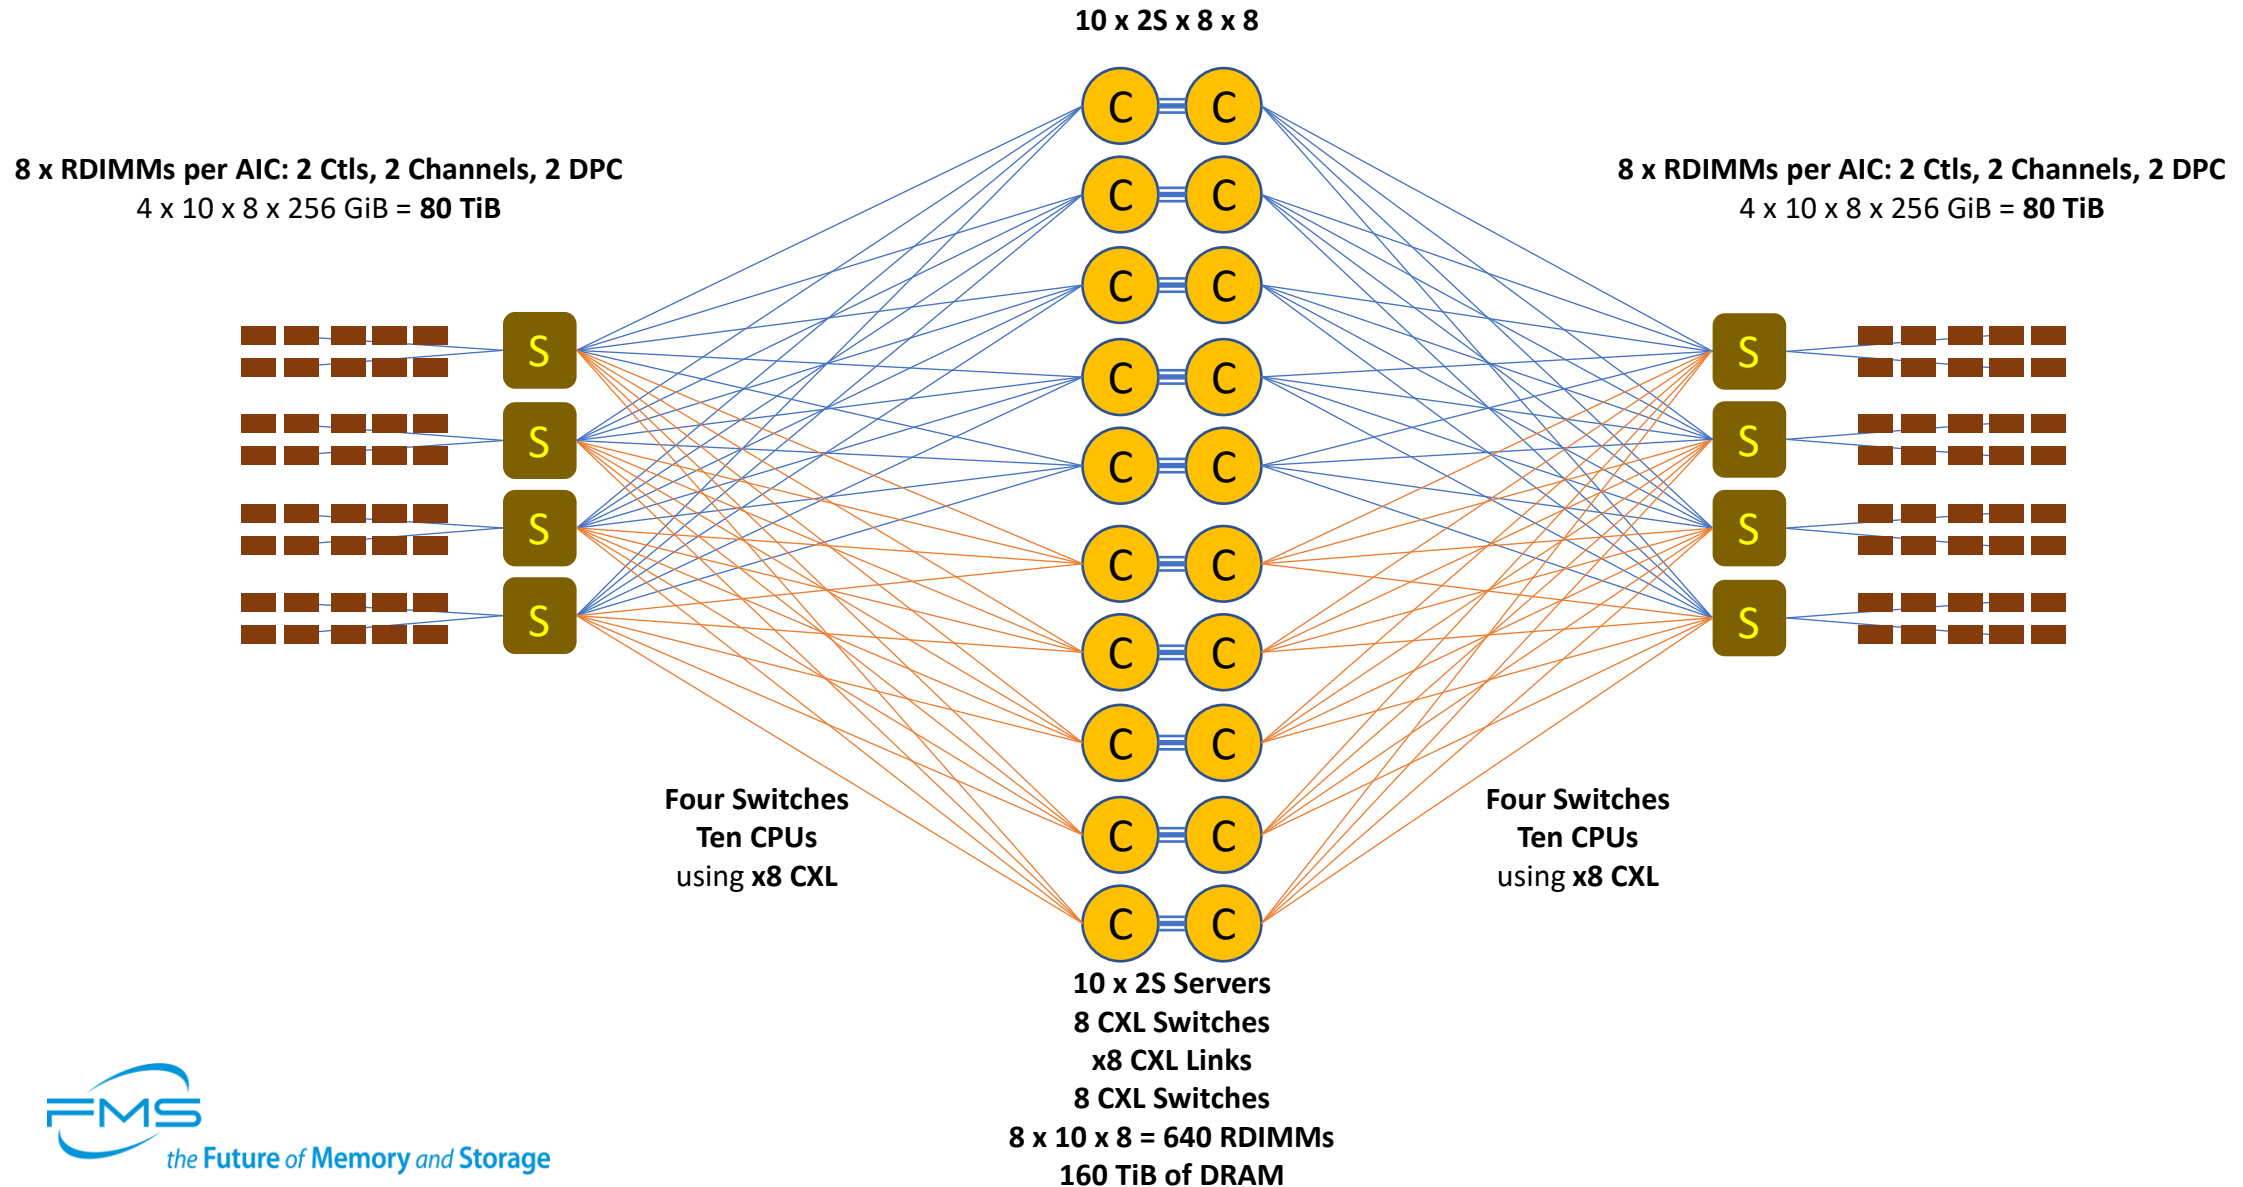 10 x 2S x 8 x 8
8 x RDIMMs per AIC: 2 Ctls, 2 Channels, 2 DPC
4 x 10 x 8 x 256 GiB = 80 TiB
8 x RDIMMs per AIC: 2 Ctls, 2 Channels, 2 DPC
4 x 10 x 8 x 256 GiB = 80 TiB
C C
C C
C C
C C
C C
C C
C C
C C
C C
C C
S
S
S
S
S
S
S
S
Four Switches
Ten CPUs
using x8 CXL
Four Switches
Ten CPUs
using x8 CXL
10 x 2S Servers
8 CXL Switches
x8 CXL Links
8 CXL Switches
8 x 10 x 8 = 640 RDIMMs
160 TiB of DRAM
FMS
the Future of Memory and Storage